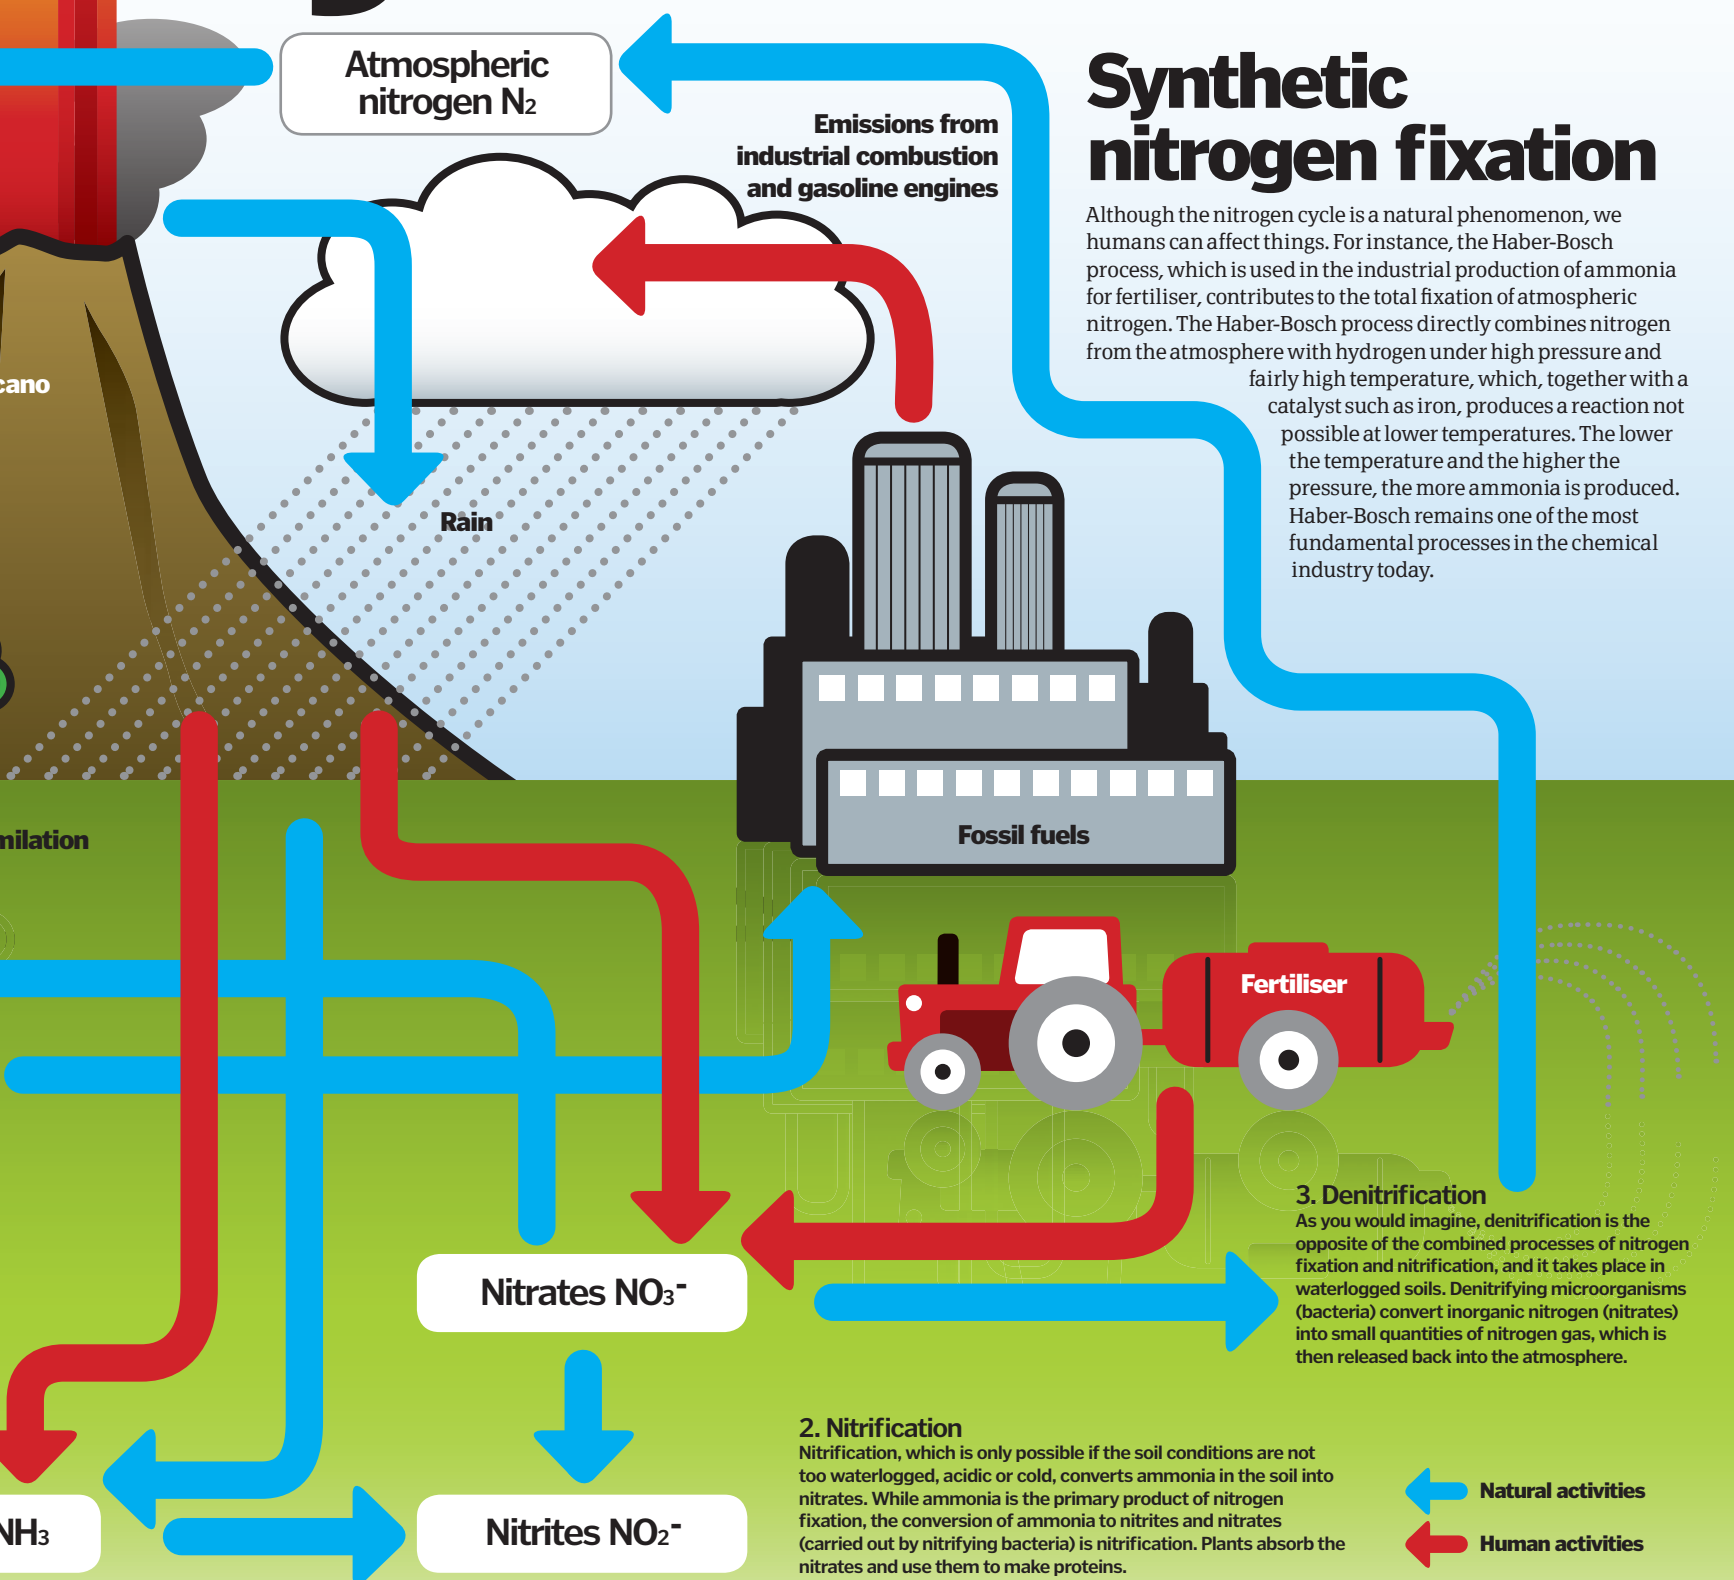 Atmospheric
nitrogen N2
Emissions from
industrial combustion
and gasoline engines
Synthetic
nitrogen fixation
Although the nitrogen cycle is a natural phenomenon, we
humans can affect things. For instance, the Haber-Bosch
process, which is used in the industrial production of ammonia
for fertiliser, contributes to the total fixation of atmospheric
nitrogen. The Haber-Bosch process directly combines nitrogen
from the atmosphere with hydrogen under high pressure and
fairly high temperature, which, together with a
catalyst such as iron, produces a reaction not
possible at lower temperatures. The lower
the temperature and the higher the
pressure, the more ammonia is produced.
Haber-Bosch remains one of the most
fundamental processes in the chemical
industry today.
cano
Rain
Fossil fuels
milation
Fertiliser
3. Denitrification
As you would imagine, denitrification is the
opposite of the combined processes of nitrogen
fixation and nitrification, and it takes place in
waterlogged soils. Denitrifying microorganisms
(bacteria) convert inorganic nitrogen (nitrates)
into small quantities of nitrogen gas, which is
then released back into the atmosphere.
Nitrates NO3-
2. Nitrification
Nitrification, which is only possible if the soil conditions are not
too waterlogged, acidic or cold, converts ammonia in the soil into
nitrates. While ammonia is the primary product of nitrogen
fixation, the conversion of ammonia to nitrites and nitrates
(carried out by nitrifying bacteria) is nitrification. Plants absorb the
nitrates and use them to make proteins.
Natural activities
Human activities
NH3
Nitrites NO2-